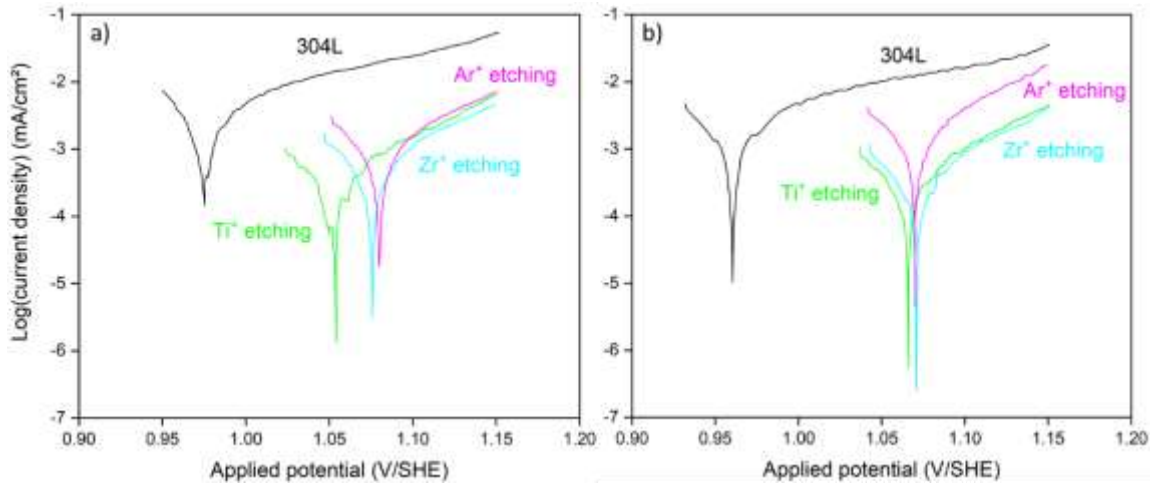 a)
304L
Ar⁺ etching
Zr⁺ etching
Ti⁺ etching
-1
-2
-3
-4
-5
-6
-7
0.90 0.95 1.00 1.05 1.10 1.15 1.20
Log(current density) (mA/cm²)
Applied potential (V/SHE)
b)
304L
Ar⁺ etching
Zr⁺ etching
Ti⁺ etching
-1
-2
-3
-4
-5
-6
-7
0.90 0.95 1.00 1.05 1.10 1.15 1.20
Applied potential (V/SHE)